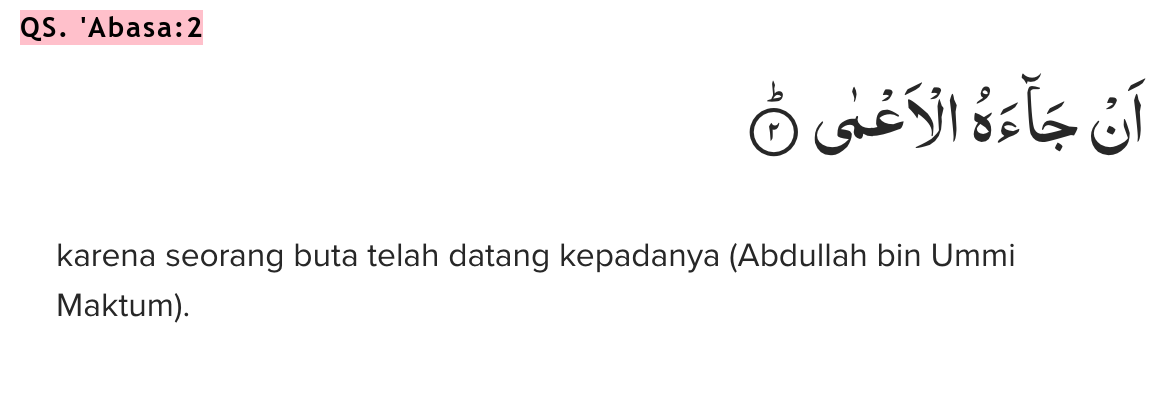 QS. 'Abasa:2
اَنْ جَاۤءَهُ الْاَعْمٰىۗ ٢
karena seorang buta telah datang kepadanya (Abdullah bin Ummi
Maktum).